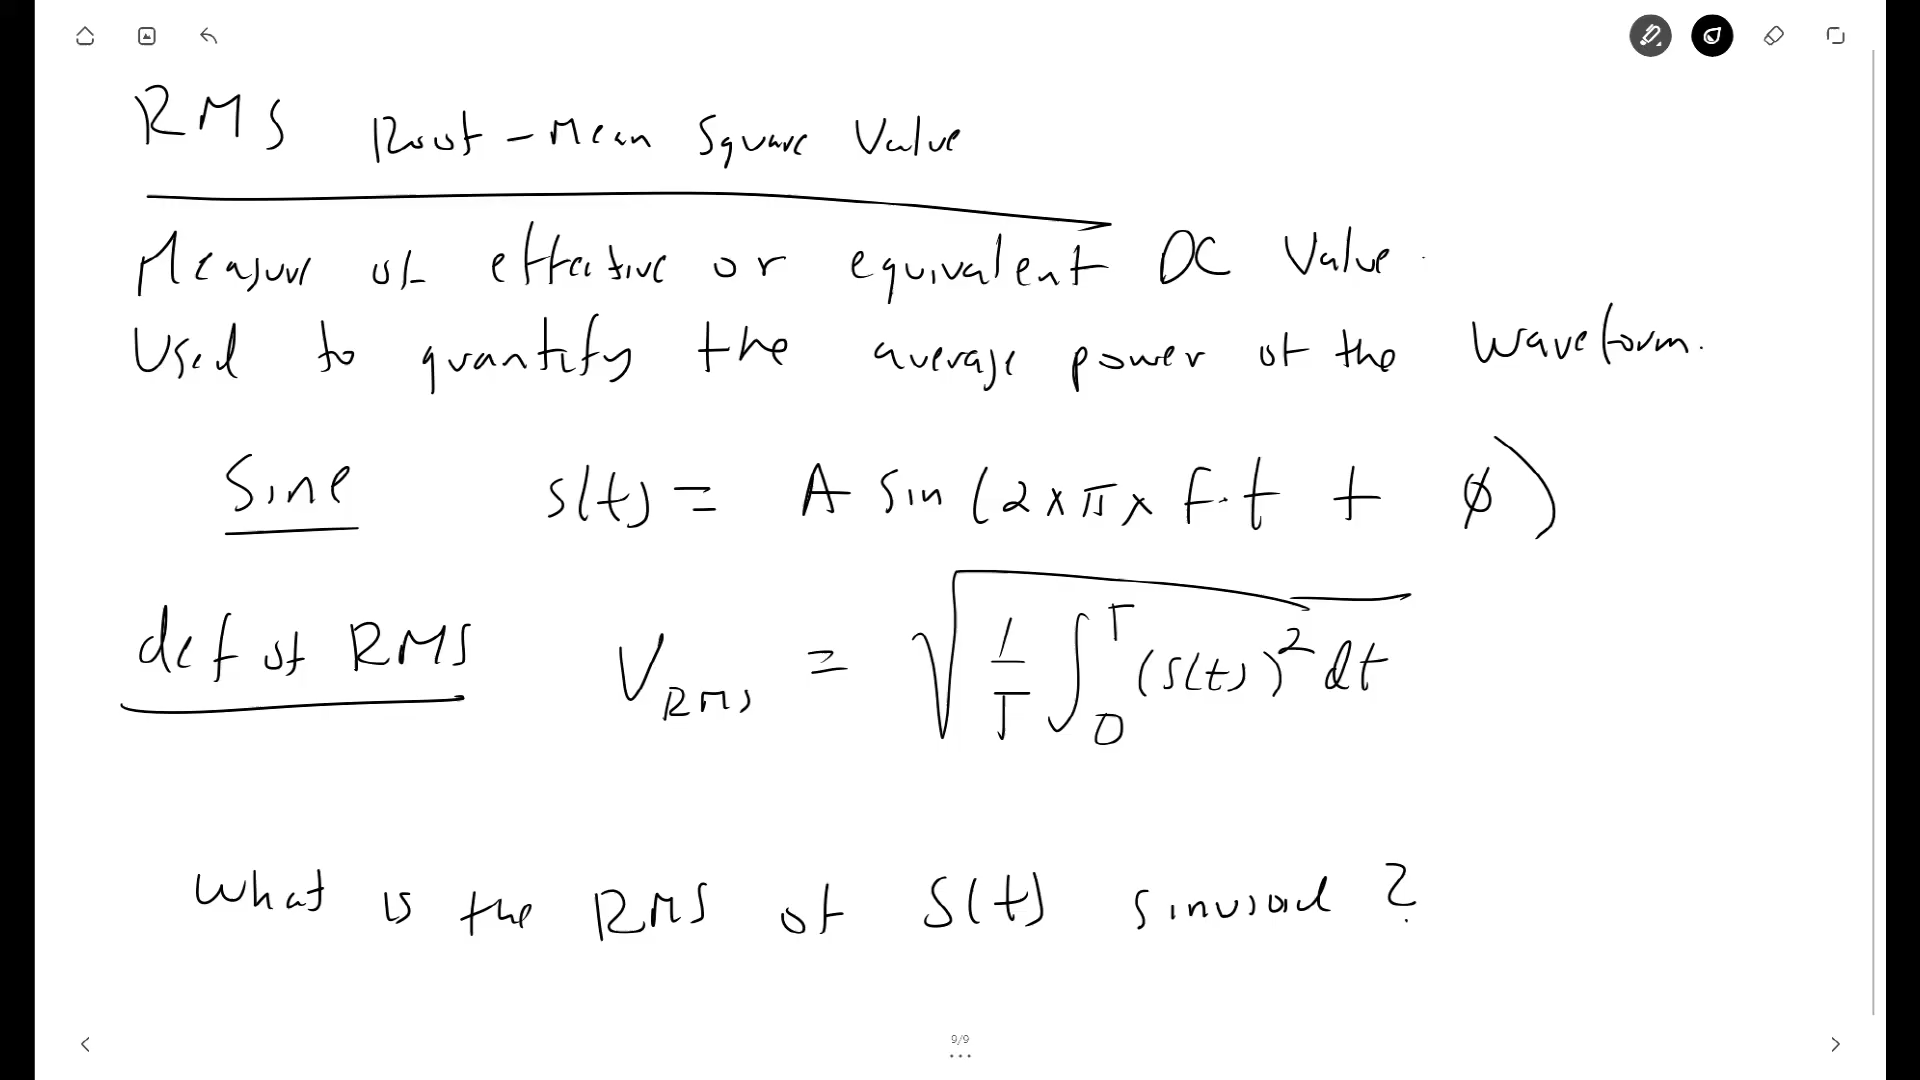 RMS Root-Mean Square Value
Measure of effective or equivalent DC Value.
Used to quantify the average power of the waveform.
Sine s(t) = A sin (2 x π x F.t + ø)
def of RMS V_RMS = √(1/T ∫_0^T (s(t))² dt)
What is the RMS of S(t) sinusoid ?
9/9